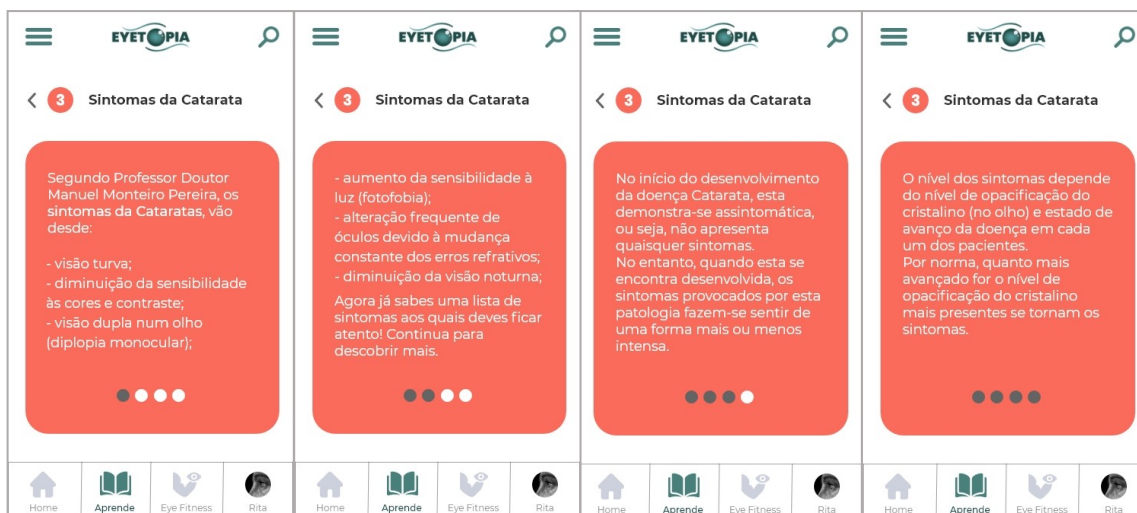 EYETOPIA
3 Sintomas da Catarata
Segundo Professor Doutor
Manuel Monteiro Pereira, os
sintomas da Cataratas, vão
desde:
- visão turva;
- diminuição da sensibilidade
às cores e contraste;
- visão dupla num olho
(diplopia monocular);
Home Aprende Eye Fitness Rita
EYETOPIA
3 Sintomas da Catarata
- aumento da sensibilidade à
luz (fotofobia);
- alteração frequente de
óculos devido à mudança
constante dos erros refrativos;
- diminuição da visão noturna;
Agora já sabes uma lista de
sintomas aos quais deves ficar
atento! Continua para
descobrir mais.
Home Aprende Eye Fitness Rita
EYETOPIA
3 Sintomas da Catarata
No início do desenvolvimento
da doença Catarata, esta
demonstra-se assintomática,
ou seja, não apresenta
quaisquer sintomas.
No entanto, quando esta se
encontra desenvolvida, os
sintomas provocados por esta
patologia fazem-se sentir de
uma forma mais ou menos
intensa.
Home Aprende Eye Fitness Rita
EYETOPIA
3 Sintomas da Catarata
O nível dos sintomas depende
do nível de opacificação do
cristalino (no olho) e estado de
avanço da doença em cada
um dos pacientes.
Por norma, quanto mais
avançado for o nível de
opacificação do cristalino
mais presentes se tornam os
sintomas.
Home Aprende Eye Fitness Rita